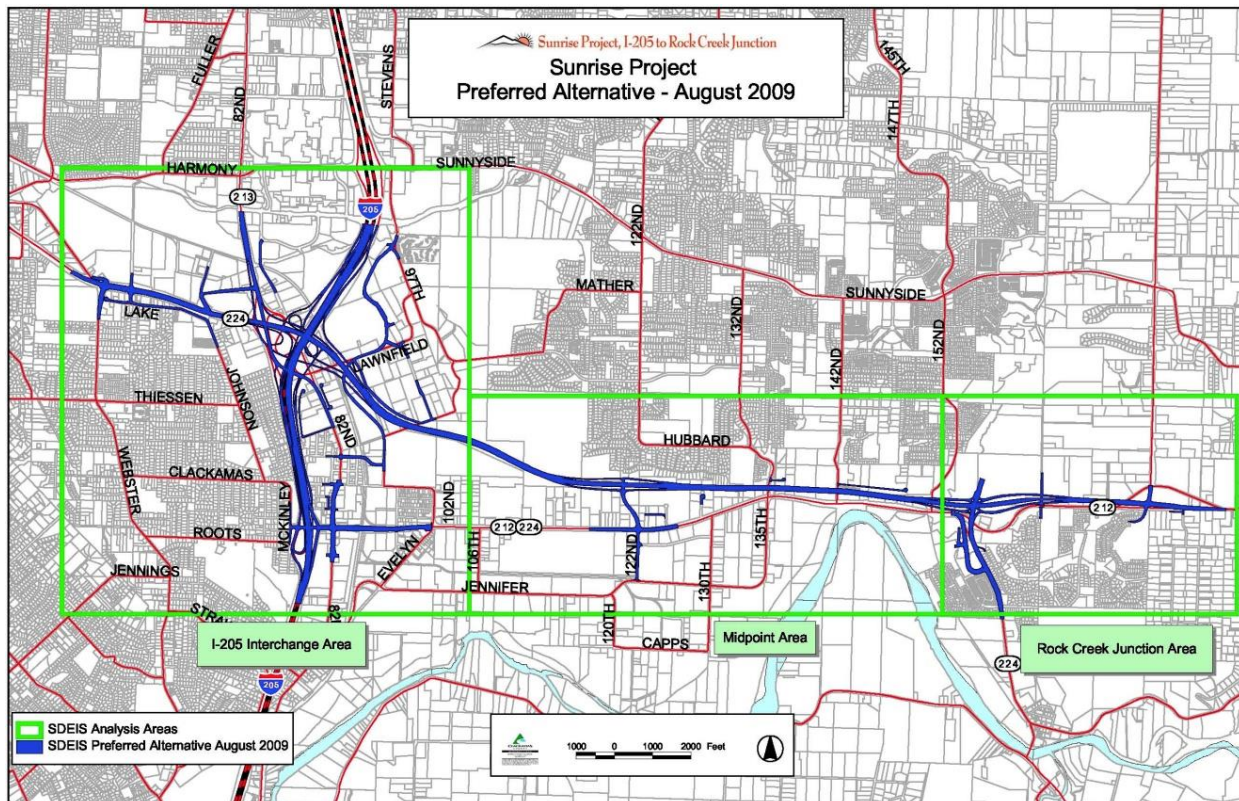 Sunrise Project, I-205 to Rock Creek Junction
Sunrise Project
Preferred Alternative - August 2009
FULLER
82ND
STEVENS
145TH
147TH
HARMONY
SUNNYSIDE
213
205
122ND
97TH
MATHER
132ND
SUNNYSIDE
152ND
142ND
LAKE
224
LAWNFIELD
JOHNSON
THIESSEN
82ND
HUBBARD
WEBSTER
CLACKAMAS
MCKINLEY
102ND
212
224
212
ROOTS
106TH
122ND
135TH
EVELYN
JENNINGS
JENNIFER
130TH
120TH
CAPPS
I-205 Interchange Area
Midpoint Area
Rock Creek Junction Area
224
205
SDEIS Analysis Areas
SDEIS Preferred Alternative August 2009
CLACKAMAS
1000 0 1000 2000 Feet